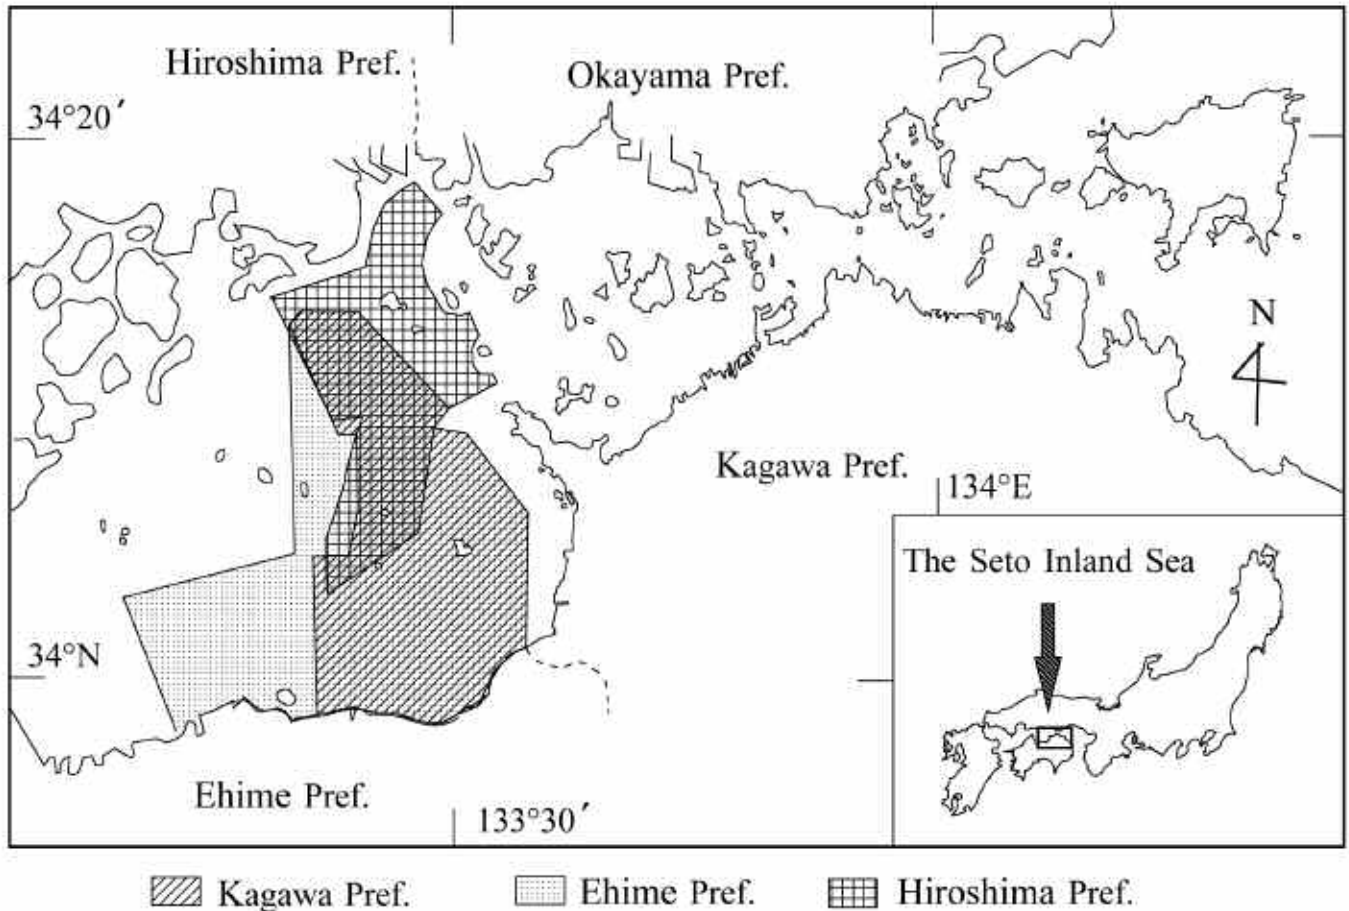 Hiroshima Pref.
Okayama Pref.
34°20′
N
Kagawa Pref.
134°E
The Seto Inland Sea
34°N
Ehime Pref.
133°30′
Kagawa Pref.
Ehime Pref.
Hiroshima Pref.